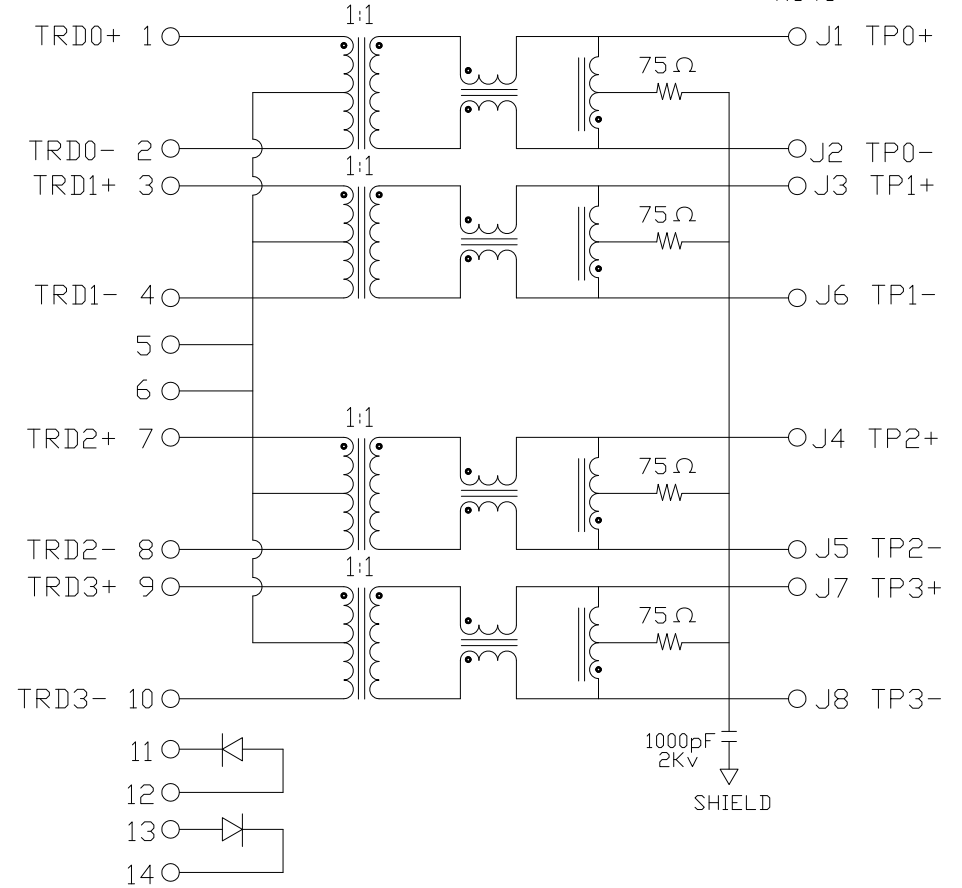 1:1
TRD0+ 1 J1 TP0+
75Ω
TRD0- 2 J2 TP0-
1:1
TRD1+ 3 J3 TP1+
75Ω
TRD1- 4 J6 TP1-
5
6
1:1
TRD2+ 7 J4 TP2+
75Ω
TRD2- 8 J5 TP2-
1:1
TRD3+ 9 J7 TP3+
75Ω
TRD3- 10 J8 TP3-
11
1000pF
2Kv
12
SHIELD
13
14